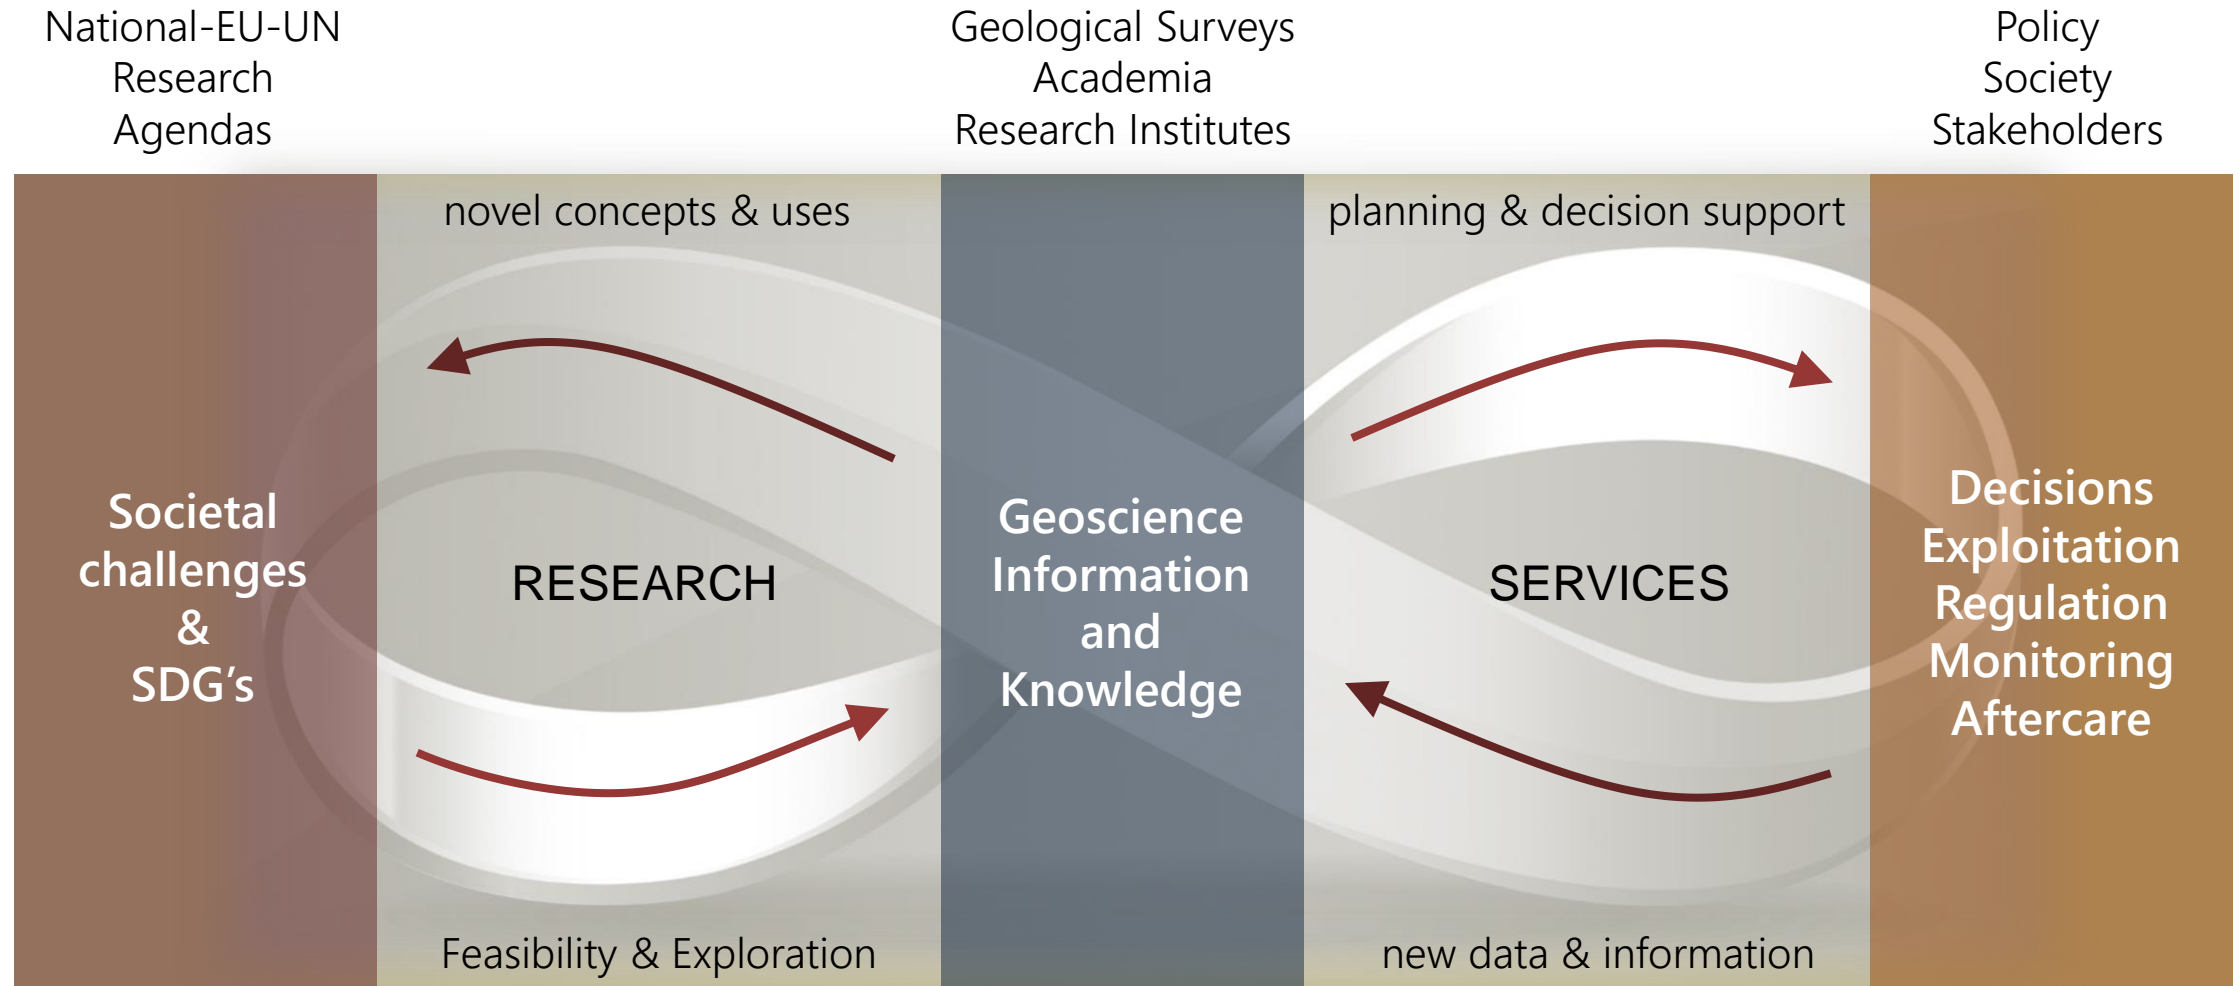 National-EU-UN
Research
Agendas
Geological Surveys
Academia
Research Institutes
Policy
Society
Stakeholders
novel concepts & uses
planning & decision support
Societal
challenges
&
SDG’s
RESEARCH
Geoscience
Information
and
Knowledge
SERVICES
Decisions
Exploitation
Regulation
Monitoring
Aftercare
Feasibility & Exploration
new data & information